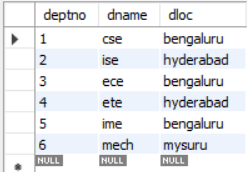 deptno dname dloc
1 cse bengaluru
2 ise hyderabad
3 ece bengaluru
4 ete hyderabad
5 ime bengaluru
6 mech mysuru
NULL NULL NULL